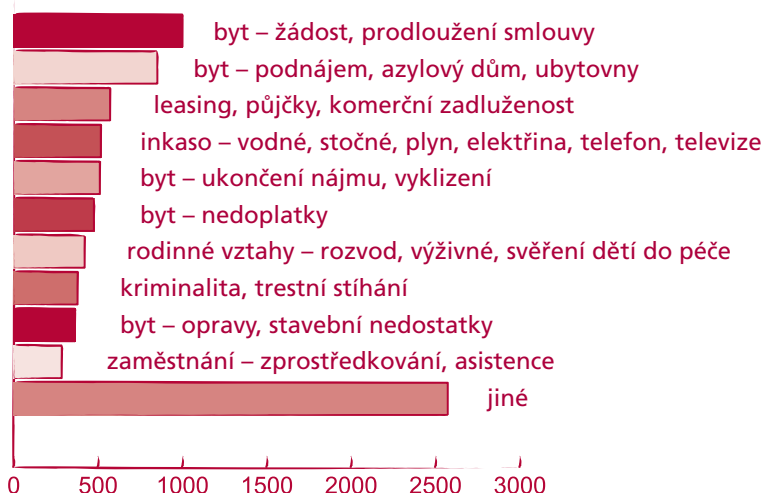 byt – žádost, prodloužení smlouvy
byt – podnájem, azylový dům, ubytovny
leasing, půjčky, komerční zadluženost
inkaso – vodné, stočné, plyn, elektřina, telefon, televize
byt – ukončení nájmu, vyklizení
byt – nedoplatky
rodinné vztahy – rozvod, výživné, svěření dětí do péče
kriminalita, trestní stíhání
byt – opravy, stavební nedostatky
zaměstnání – zprostředkování, asistence
jiné
0 500 1000 1500 2000 2500 3000